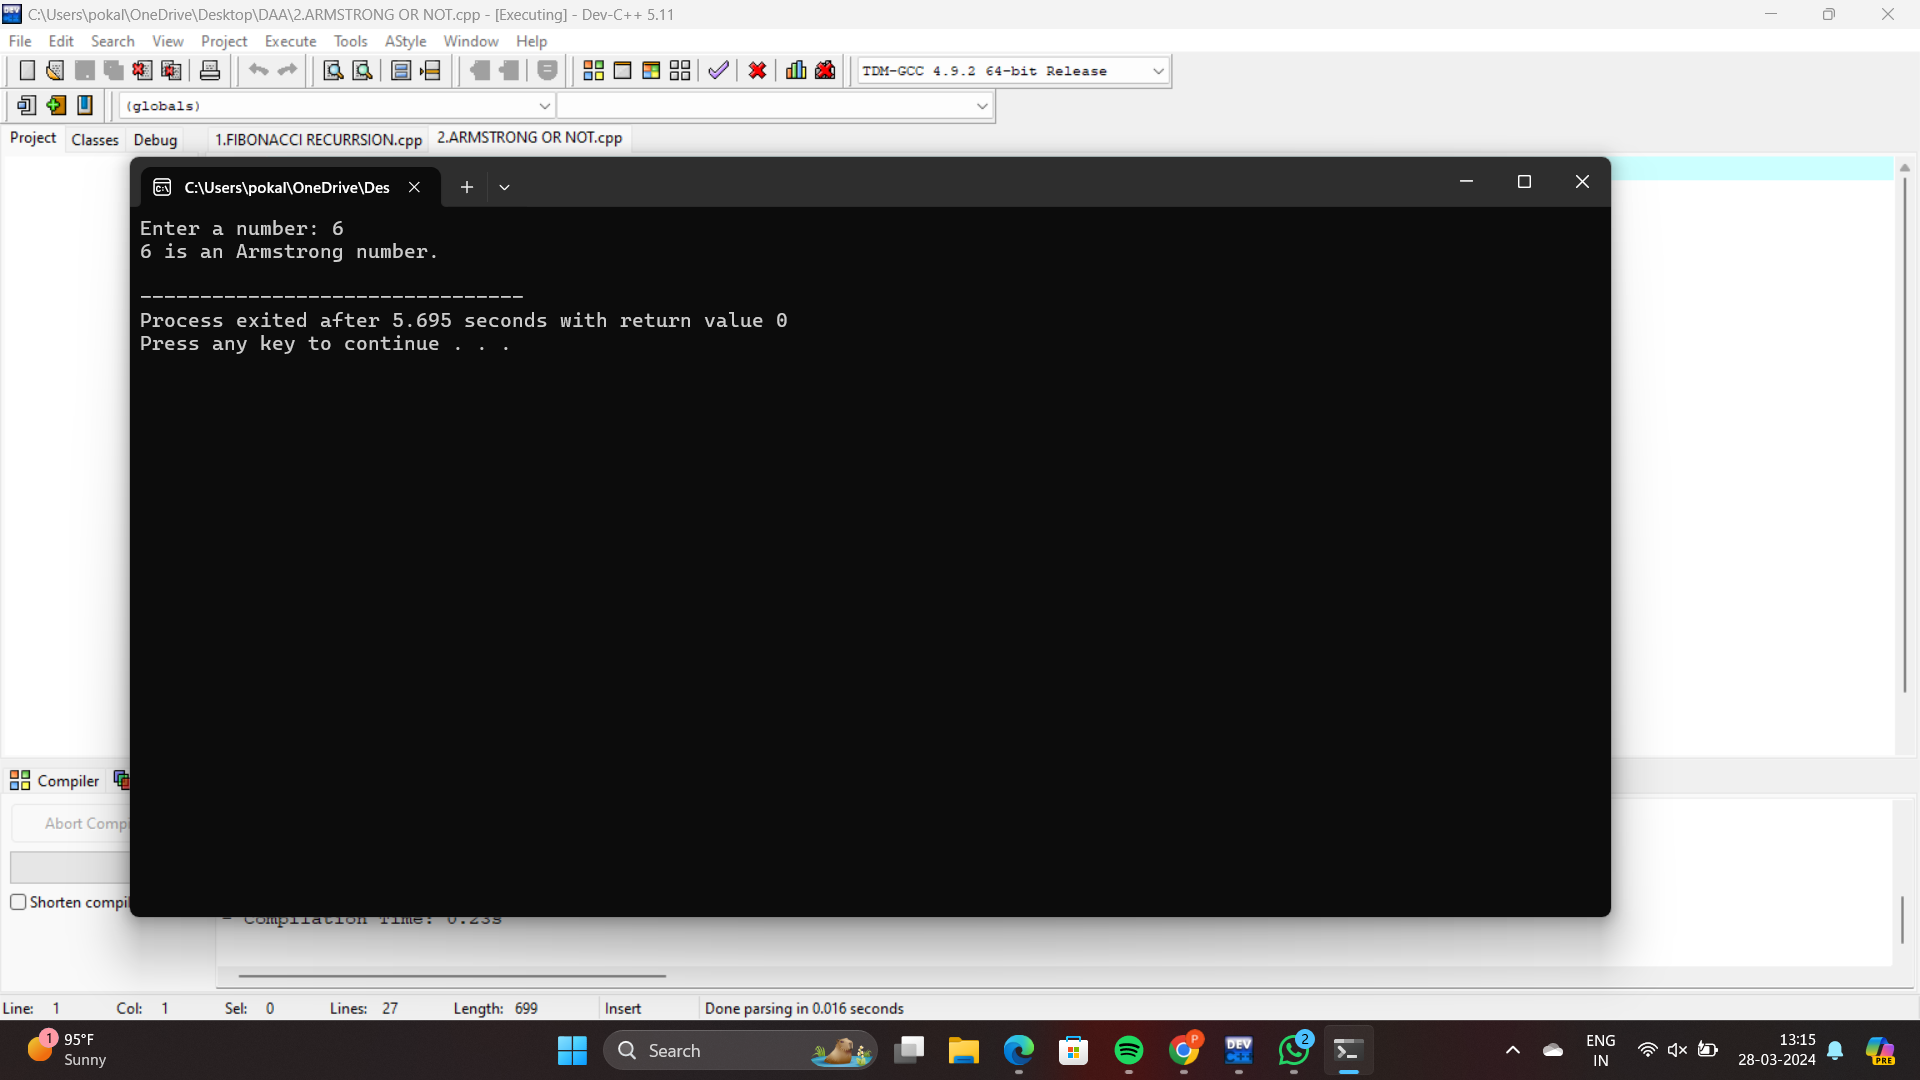 C:\Users\pokal\OneDrive\Desktop\DAA\2.ARMSTRONG OR NOT.cpp - [Executing] - Dev-C++ 5.11
File Edit Search View Project Execute Tools AStyle Window Help
TDM-GCC 4.9.2 64-bit Release
(globals)
Project Classes Debug 1.FIBONACCI RECURRSION.cpp 2.ARMSTRONG OR NOT.cpp
C:\Users\pokal\OneDrive\Des
Enter a number: 6
6 is an Armstrong number.
--------------------------------
Process exited after 5.695 seconds with return value 0
Press any key to continue . . .
Compiler
Abort Compi
Shorten compil
- Compilation Time: 0.23s
Line: 1 Col: 1 Sel: 0 Lines: 27 Length: 699 Insert Done parsing in 0.016 seconds
1 95°F
Sunny
Search
DEV
P
2
PRE
ENG
IN
13:15
28-03-2024